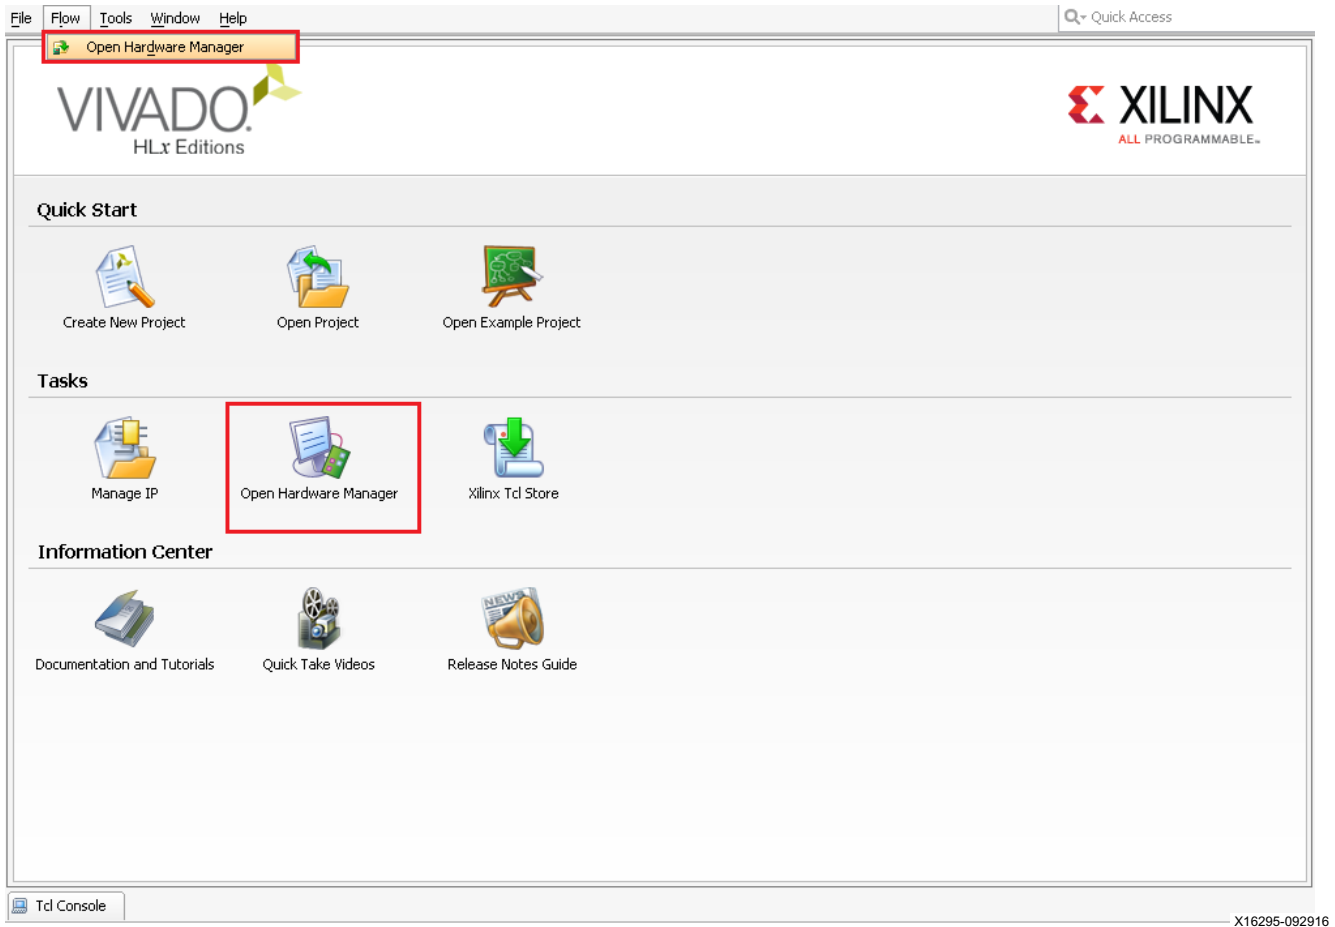 File Flow Tools Window Help
Quick Access
Open Hardware Manager
VIVADO.
HLx Editions
XILINX
ALL PROGRAMMABLE™
Quick Start
Create New Project Open Project Open Example Project
Tasks
Manage IP Open Hardware Manager Xilinx Tcl Store
Information Center
NEWS
Documentation and Tutorials Quick Take Videos Release Notes Guide
Tcl Console
X16295-092916